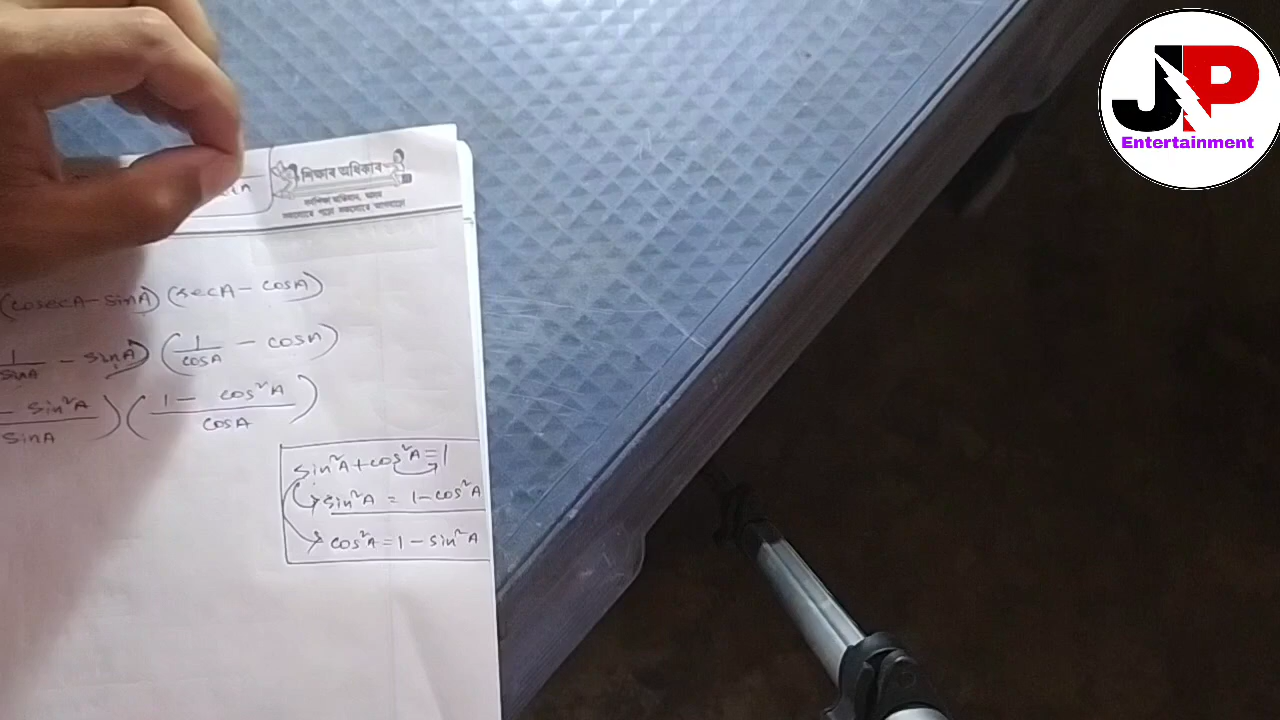 JP
Entertainment
শিক্ষাৰ অধিকাৰ
(cosecA - sinA) (secA - cosA)
1/sinA - sinA) (1/cosA - cosA)
- sin²A/sinA) (1 - cos²A/cosA)
sin²A + cos²A = 1
sin²A = 1 - cos²A
cos²A = 1 - sin²A